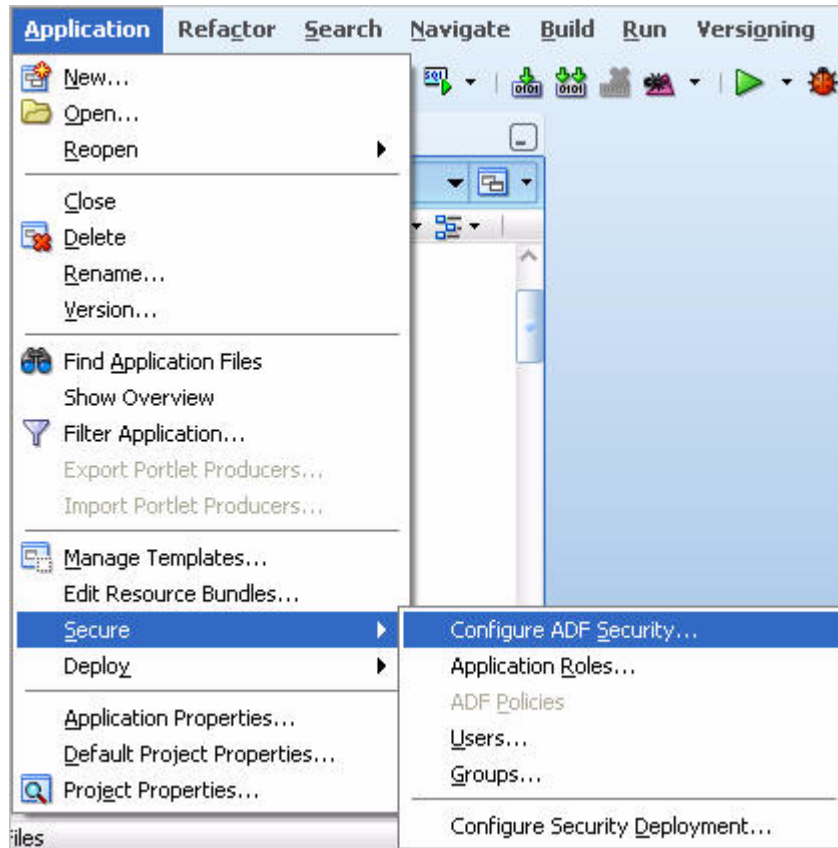 Application Refactor Search Navigate Build Run Versioning
New...
Open...
Reopen
Close
Delete
Rename...
Version...
Find Application Files
Show Overview
Filter Application...
Export Portlet Producers...
Import Portlet Producers...
Manage Templates...
Edit Resource Bundles...
Secure
Deploy
Application Properties...
Default Project Properties...
Project Properties...
Configure ADF Security...
Application Roles...
ADF Policies
Users...
Groups...
Configure Security Deployment...